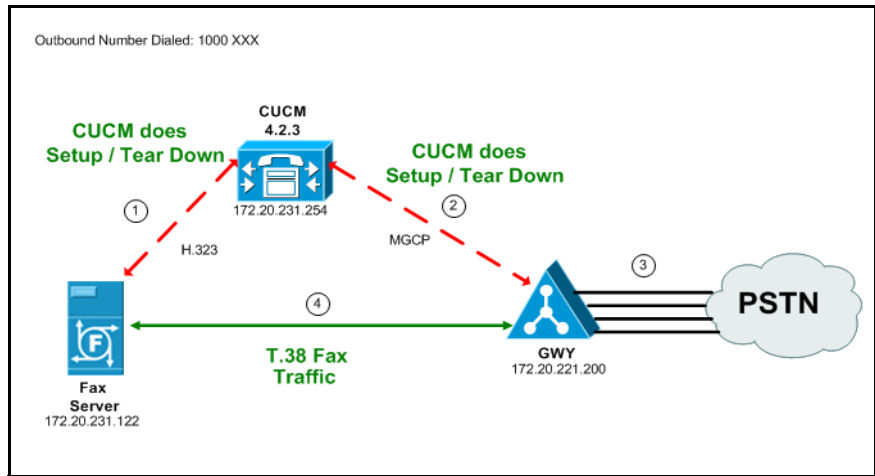 Outbound Number Dialed: 1000 XXX
CUCM
4.2.3
CUCM does
Setup / Tear Down
CUCM does
Setup / Tear Down
172.20.231.254
1
2
H.323
MGCP
3
PSTN
4
F
T.38 Fax
Traffic
GWY
172.20.221.200
Fax
Server
172.20.231.122